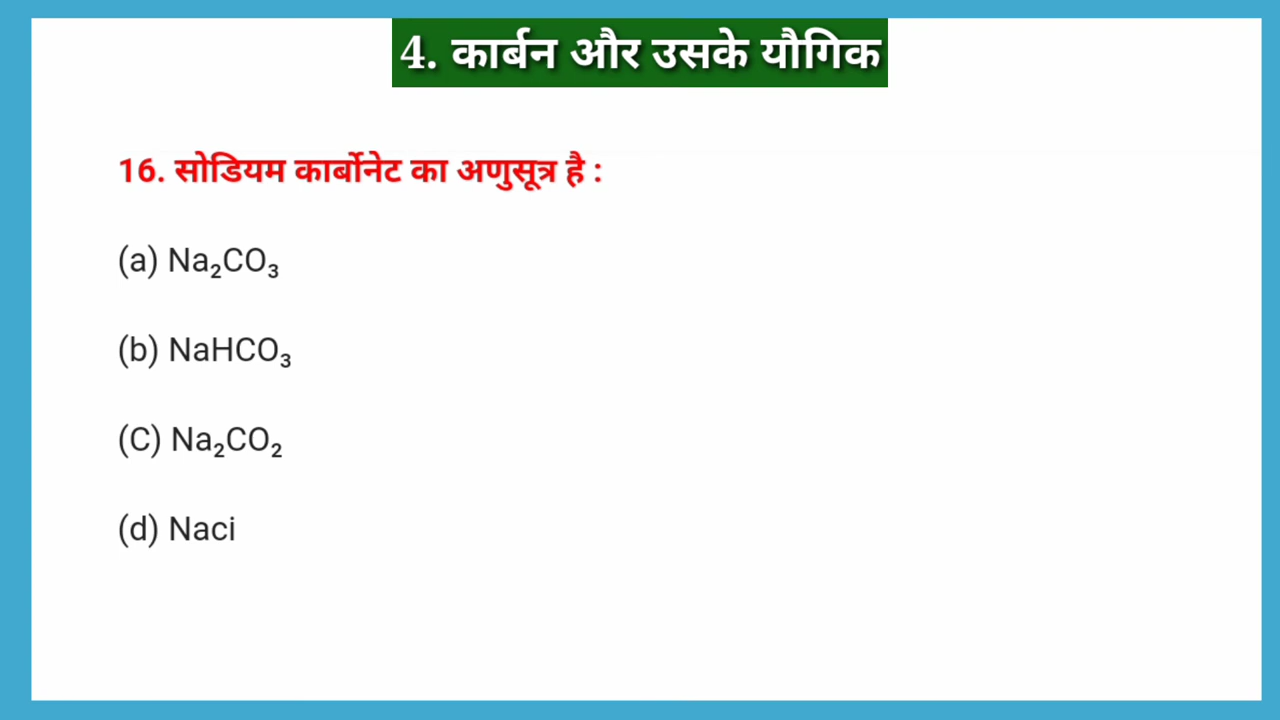 4. कार्बन और उसके यौगिक
16. सोडियम कार्बोनेट का अणुसूत्र है :
(a) Na₂CO₃
(b) NaHCO₃
(C) Na₂CO₂
(d) Naci